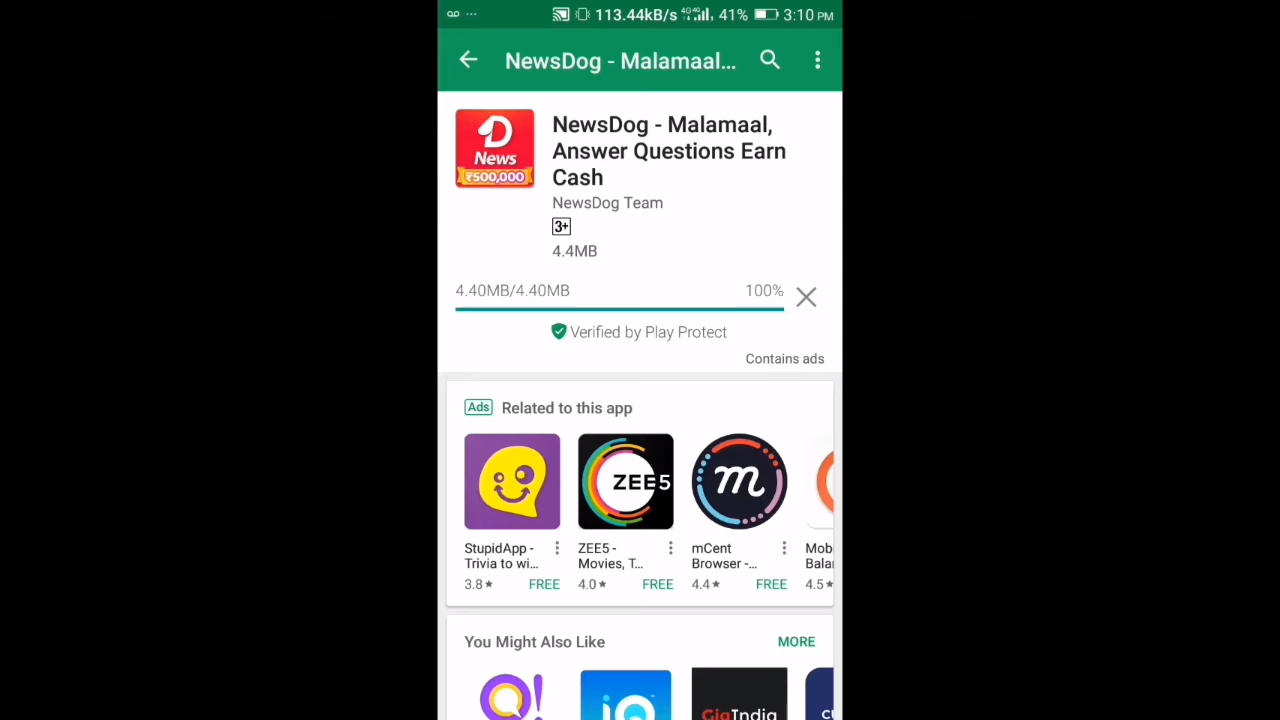 113.44kB/s 4G 4G 41% 3:10 PM
NewsDog - Malamaal...
D
News
₹500,000
NewsDog - Malamaal,
Answer Questions Earn
Cash
NewsDog Team
3+
4.4MB
4.40MB/4.40MB 100%
Verified by Play Protect
Contains ads
Ads Related to this app
ZEE5
m
StupidApp - ZEE5 - mCent Mob
Trivia to wi... Movies, T... Browser -... Bala
3.8★ FREE 4.0★ FREE 4.4★ FREE 4.5★
You Might Also Like MORE
iQ
GigIndia